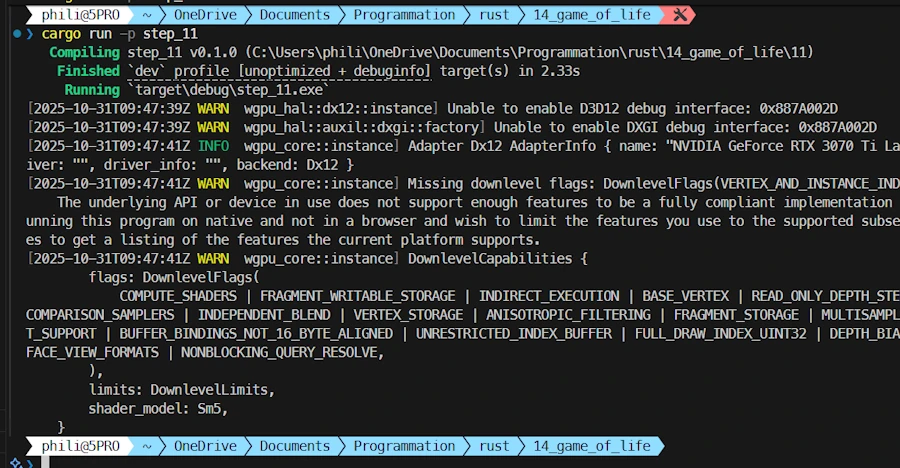 phili@5PRO ~ OneDrive Documents Programmation rust 14_game_of_life
❯ cargo run -p step_11
Compiling step_11 v0.1.0 (C:\Users\phili\OneDrive\Documents\Programmation\rust\14_game_of_life\11)
Finished `dev` profile [unoptimized + debuginfo] target(s) in 2.33s
Running `target\debug\step_11.exe`
[2025-10-31T09:47:39Z WARN  wgpu_hal::dx12::instance] Unable to enable D3D12 debug interface: 0x887A002D
[2025-10-31T09:47:39Z WARN  wgpu_hal::auxil::dxgi::factory] Unable to enable DXGI debug interface: 0x887A002D
[2025-10-31T09:47:41Z INFO  wgpu_core::instance] Adapter Dx12 AdapterInfo { name: "NVIDIA GeForce RTX 3070 Ti La
iver: "", driver_info: "", backend: Dx12 }
[2025-10-31T09:47:41Z WARN  wgpu_core::instance] Missing downlevel flags: DownlevelFlags(VERTEX_AND_INSTANCE_IND
The underlying API or device in use does not support enough features to be a fully compliant implementation
unning this program on native and not in a browser and wish to limit the features you use to the supported subse
es to get a listing of the features the current platform supports.
[2025-10-31T09:47:41Z WARN  wgpu_core::instance] DownlevelCapabilities {
flags: DownlevelFlags(
COMPUTE_SHADERS | FRAGMENT_WRITABLE_STORAGE | INDIRECT_EXECUTION | BASE_VERTEX | READ_ONLY_DEPTH_STE
COMPARISON_SAMPLERS | INDEPENDENT_BLEND | VERTEX_STORAGE | ANISOTROPIC_FILTERING | FRAGMENT_STORAGE | MULTISAMPL
T_SUPPORT | BUFFER_BINDINGS_NOT_16_BYTE_ALIGNED | UNRESTRICTED_INDEX_BUFFER | FULL_DRAW_INDEX_UINT32 | DEPTH_BIA
FACE_VIEW_FORMATS | NONBLOCKING_QUERY_RESOLVE,
),
limits: DownlevelLimits,
shader_model: Sm5,
}
phili@5PRO ~ OneDrive Documents Programmation rust 14_game_of_life
❯